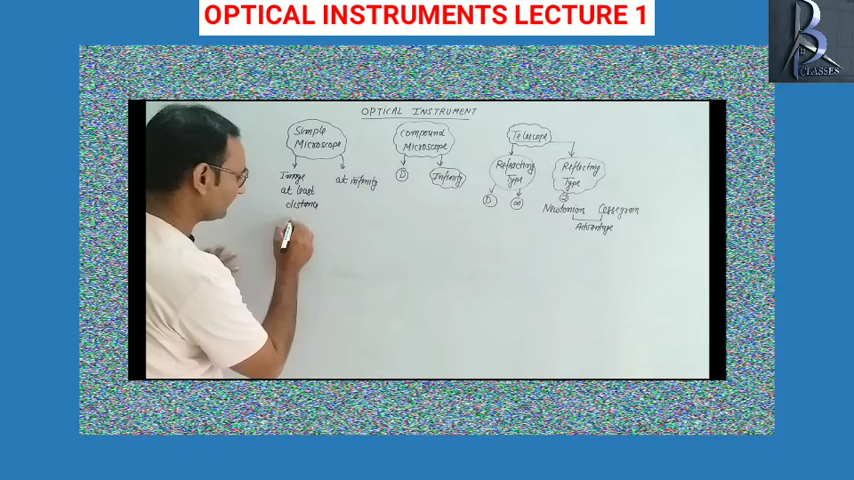 OPTICAL INSTRUMENTS LECTURE 1
CLASSES
OPTICAL INSTRUMENT
Simple
Microscope
Image
at least
distance
at infinity
Compound
Microscope
D
Infinity
Telescope
Refracting
Type
D
∞
Reflecting
Type
Newtonian Cassegrain
Advantage